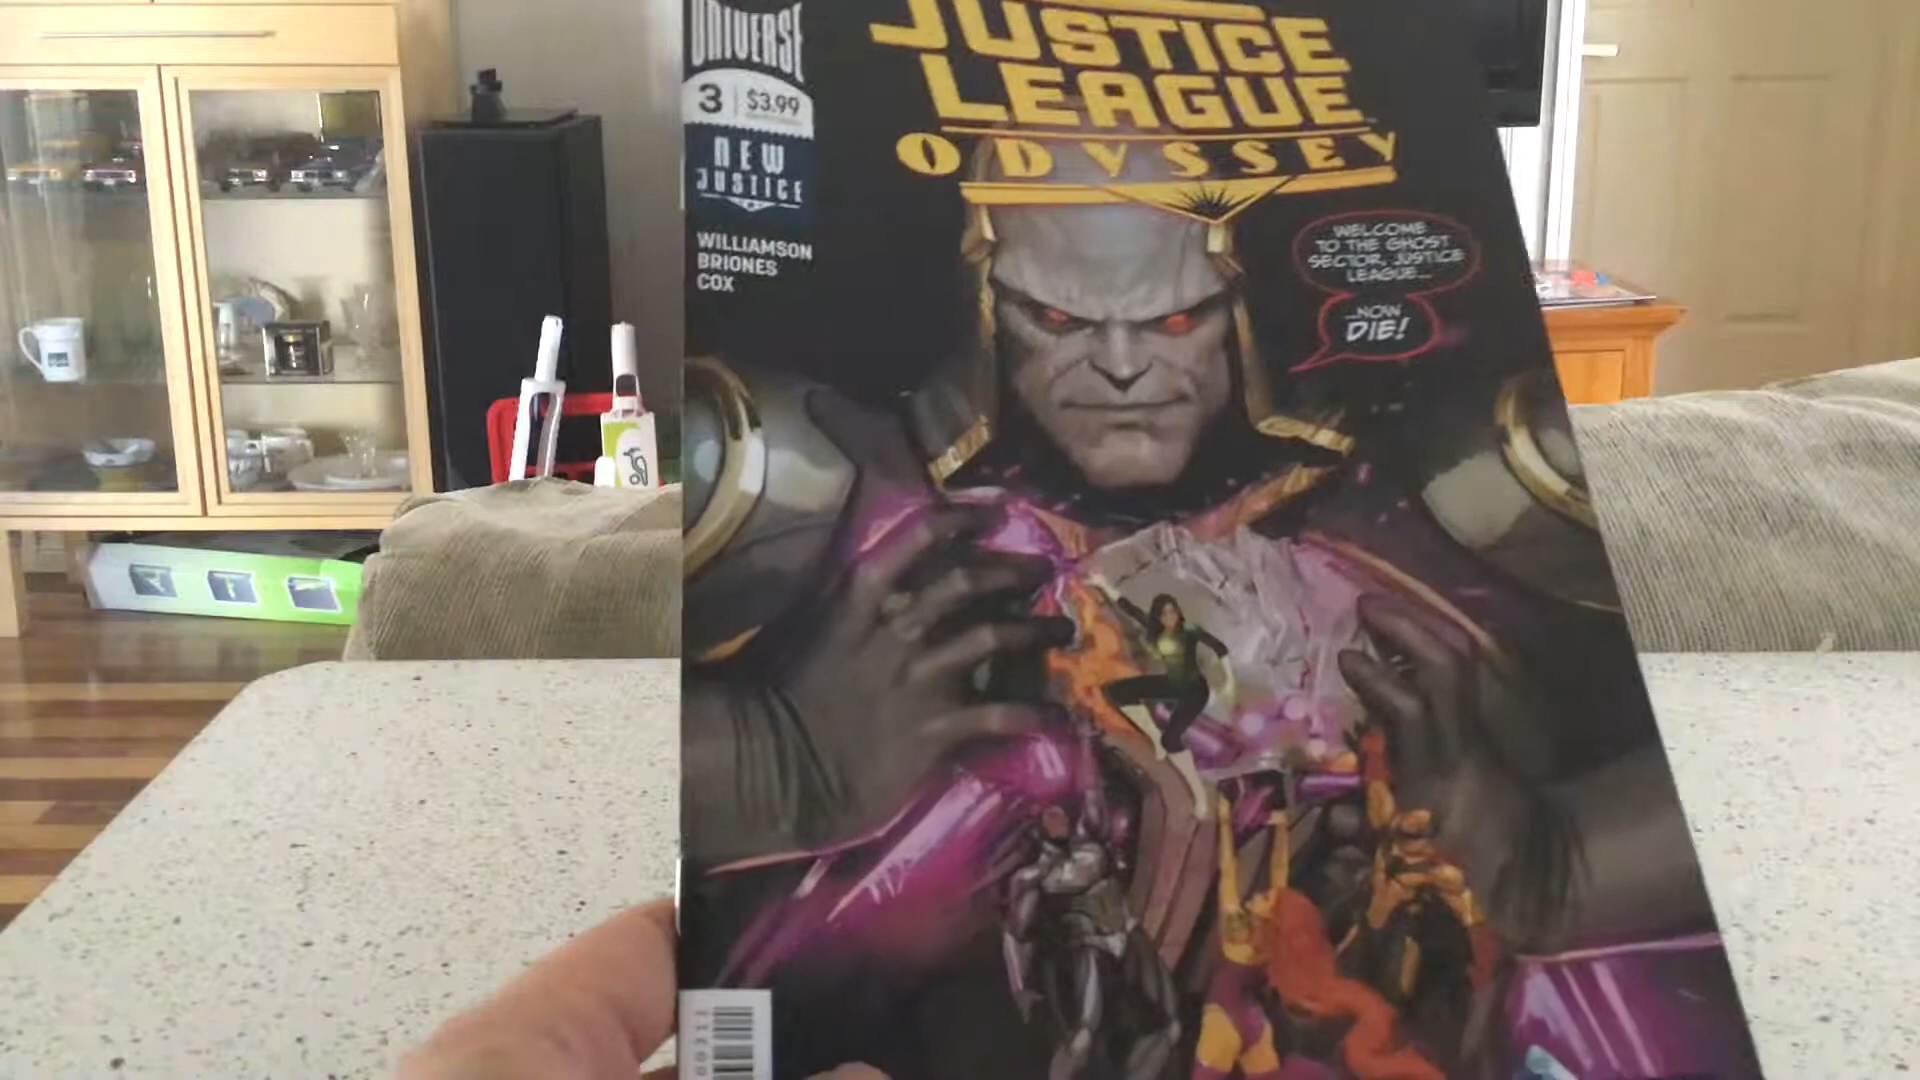 UNIVERSE
3 $3.99
NEW
JUSTICE
WILLIAMSON
BRIONES
COX
JUSTICE
LEAGUE
ODYSSEY
WELCOME
TO THE GHOST
SECTOR, JUSTICE
LEAGUE...
...NOW
DIE!
00311